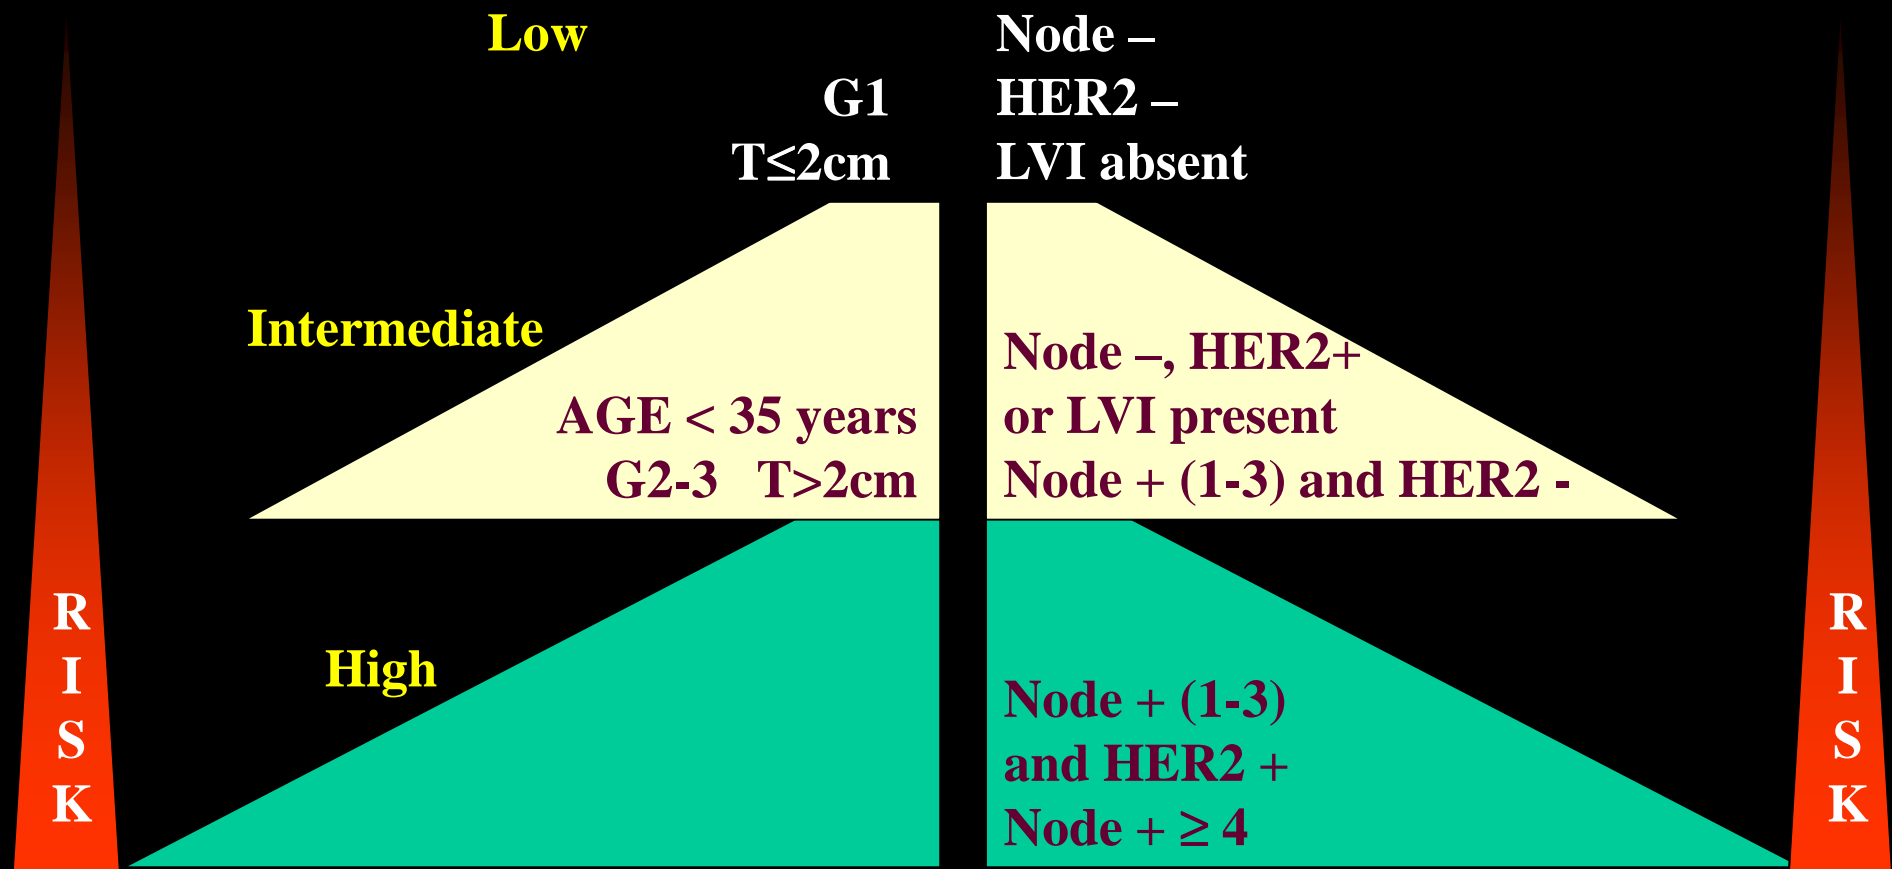 Low
G1
T≤2cm
Node –
HER2 –
LVI absent
Intermediate
AGE < 35 years
G2-3 T>2cm
Node –, HER2+
or LVI present
Node + (1-3) and HER2 -
High
Node + (1-3)
and HER2 +
Node + ≥ 4
R
I
S
K
R
I
S
K